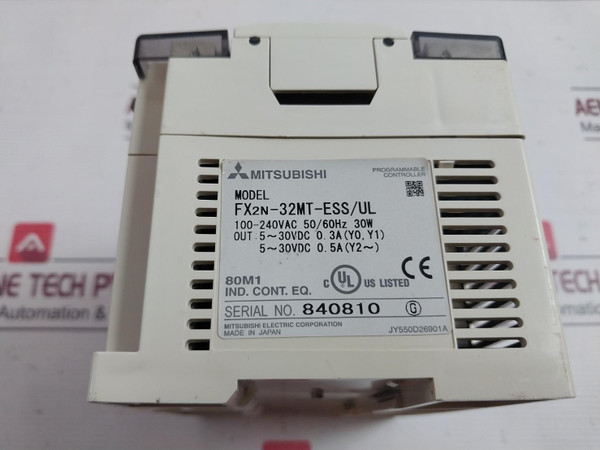 MITSUBISHI
PROGRAMMABLE CONTROLLER
MODEL
FX2N-32MT-ESS/UL
100-240VAC 50/60Hz 30W
OUT:5～30VDC 0.3A(Y0,Y1)
5～30VDC 0.5A(Y2～)
80M1
IND. CONT. EQ.
C UL US LISTED CE
SERIAL NO. 840810 G
MITSUBISHI ELECTRIC CORPORATION
MADE IN JAPAN
JY550D26901A
AENE TECH P
Automation &
AE